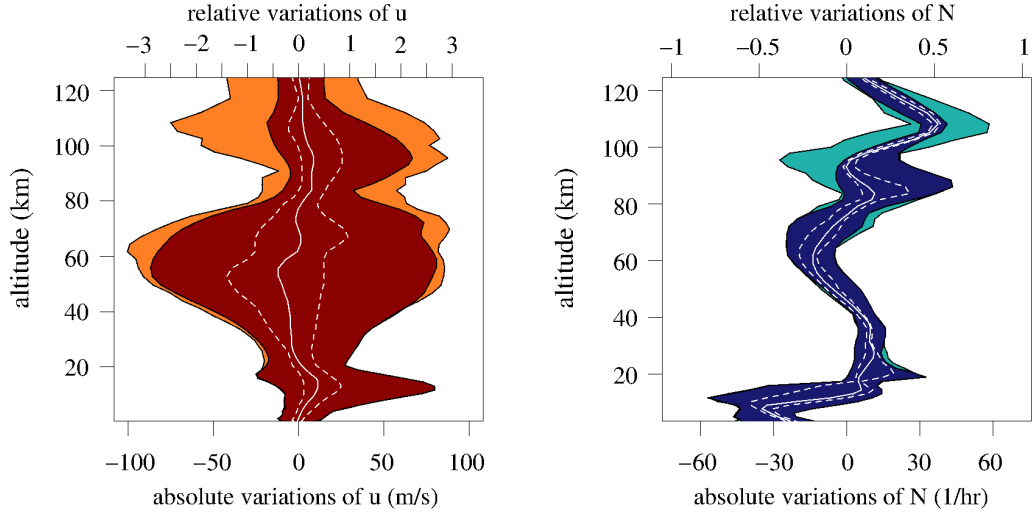 relative variations of u
−3 −2 −1 0 1 2 3
altitude (km)
120
100
80
60
40
20
−100 −50 0 50 100
absolute variations of u (m/s)
relative variations of N
−1 −0.5 0 0.5 1
altitude (km)
120
100
80
60
40
20
−60 −30 0 30 60
absolute variations of N (1/hr)